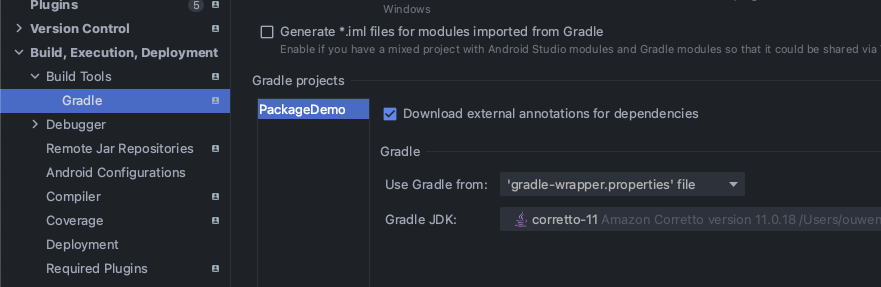 Plugins 5
Version Control
Build, Execution, Deployment
Build Tools
Gradle
Debugger
Remote Jar Repositories
Android Configurations
Compiler
Coverage
Deployment
Required Plugins
Windows
Generate *.iml files for modules imported from Gradle
Enable if you have a mixed project with Android Studio modules and Gradle modules so that it could be shared via
Gradle projects
PackageDemo
Download external annotations for dependencies
Gradle
Use Gradle from: 'gradle-wrapper.properties' file
Gradle JDK: corretto-11 Amazon Corretto version 11.0.18 /Users/ouwen